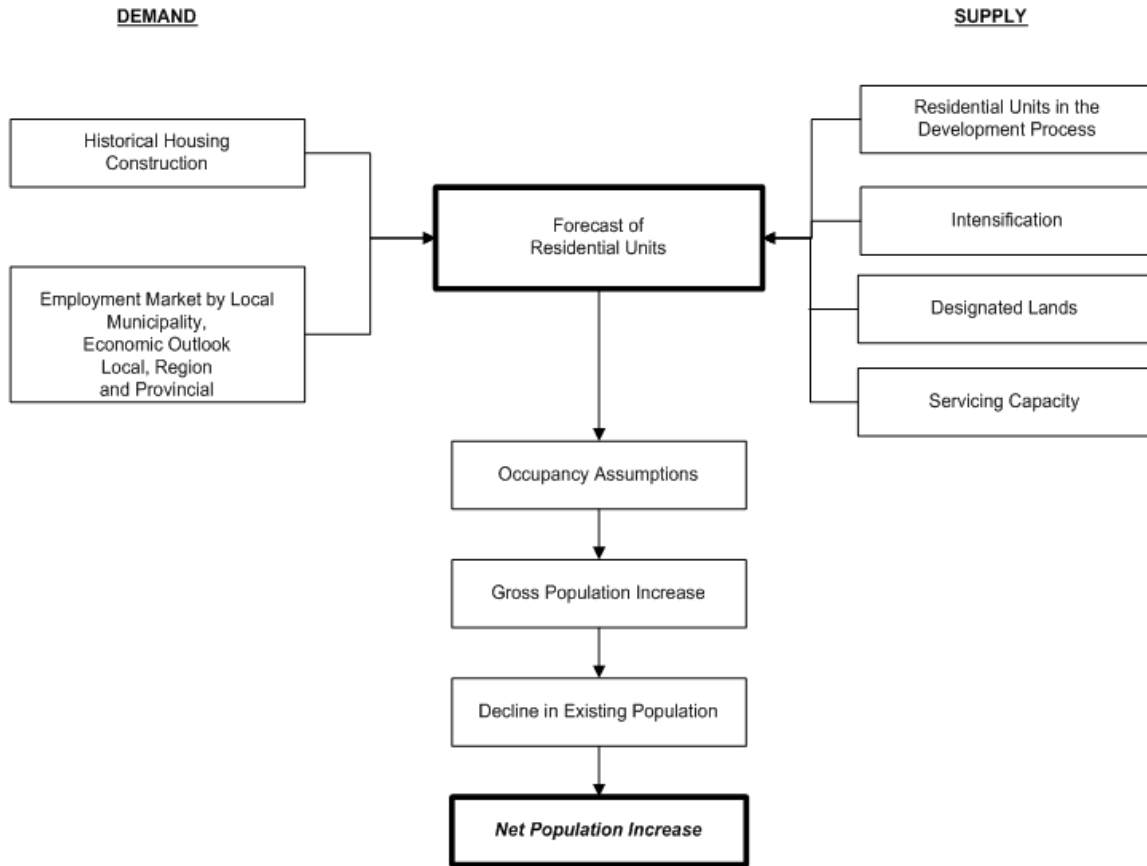 DEMAND
SUPPLY
Historical Housing
Construction
Employment Market by Local
Municipality,
Economic Outlook
Local, Region
and Provincial
Forecast of
Residential Units
Residential Units in the
Development Process
Intensification
Designated Lands
Servicing Capacity
Occupancy Assumptions
Gross Population Increase
Decline in Existing Population
Net Population Increase